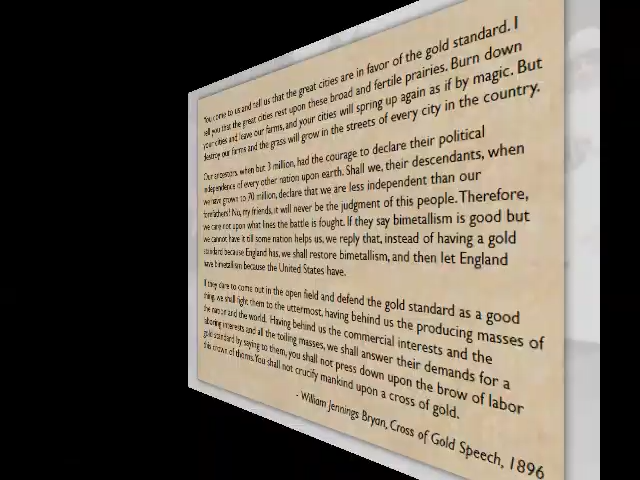 You come to us and tell us that the great cities are in favor of the gold standard. I
tell you that the great cities rest upon these broad and fertile prairies. Burn down
your cities and leave our farms, and your cities will spring up again as if by magic. But
destroy our farms and the grass will grow in the streets of every city in the country.
Our ancestors, when but 3 million, had the courage to declare their political
independence of every other nation upon earth. Shall we, their descendants, when
we have grown to 70 million, declare that we are less independent than our
forefathers? No, my friends, it will never be the judgment of this people. Therefore,
we care not upon what lines the battle is fought. If they say bimetallism is good but
we cannot have it till some nation helps us, we reply that, instead of having a gold
standard because England has, we shall restore bimetallism, and then let England
have bimetallism because the United States have.
If they dare to come out in the open field and defend the gold standard as a good
thing, we shall fight them to the uttermost, having behind us the producing masses of
the nation and the world. Having behind us the commercial interests and the
laboring interests and all the toiling masses, we shall answer their demands for a
gold standard by saying to them, you shall not press down upon the brow of labor
this crown of thorns. You shall not crucify mankind upon a cross of gold.
- William Jennings Bryan, Cross of Gold Speech, 1896